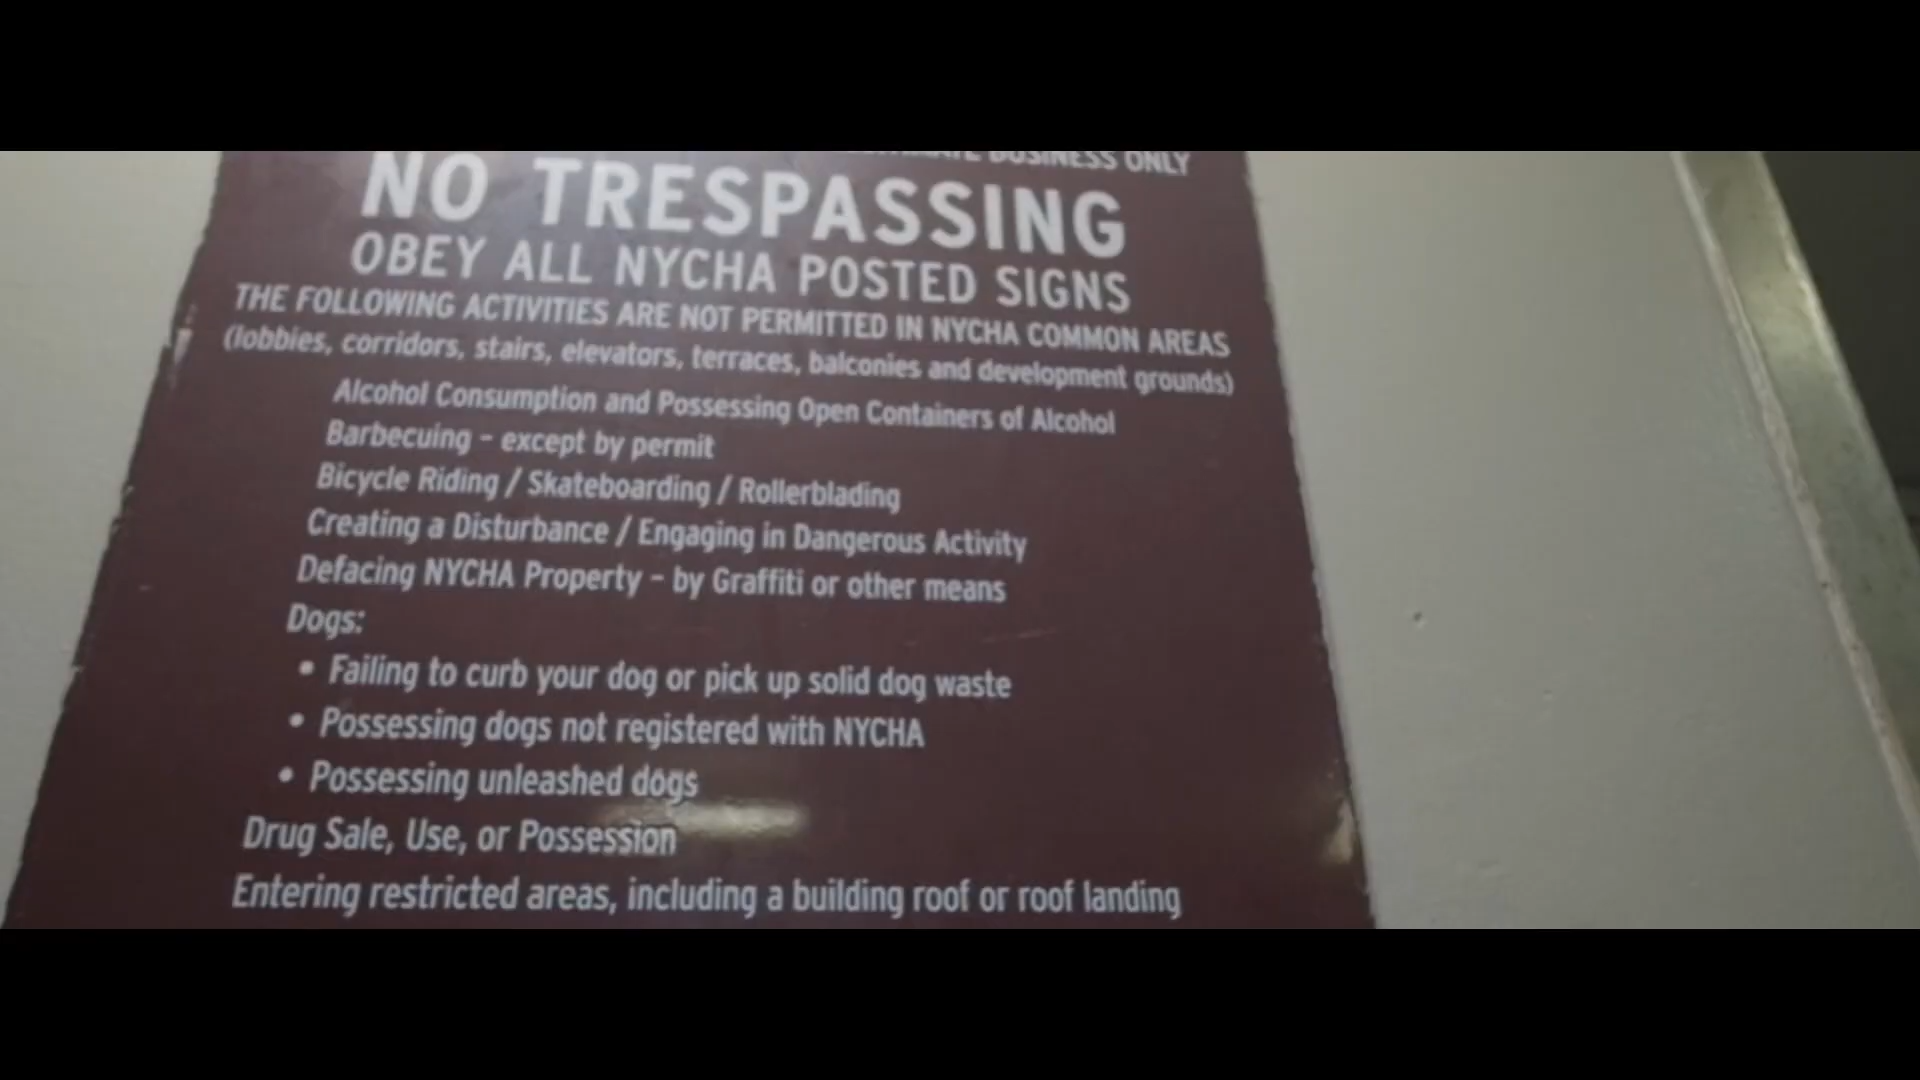 BUSINESS ONLY
NO TRESPASSING
OBEY ALL NYCHA POSTED SIGNS
THE FOLLOWING ACTIVITIES ARE NOT PERMITTED IN NYCHA COMMON AREAS
(lobbies, corridors, stairs, elevators, terraces, balconies and development grounds)
Alcohol Consumption and Possessing Open Containers of Alcohol
Barbecuing – except by permit
Bicycle Riding / Skateboarding / Rollerblading
Creating a Disturbance / Engaging in Dangerous Activity
Defacing NYCHA Property – by Graffiti or other means
Dogs:
• Failing to curb your dog or pick up solid dog waste
• Possessing dogs not registered with NYCHA
• Possessing unleashed dogs
Drug Sale, Use, or Possession
Entering restricted areas, including a building roof or roof landing